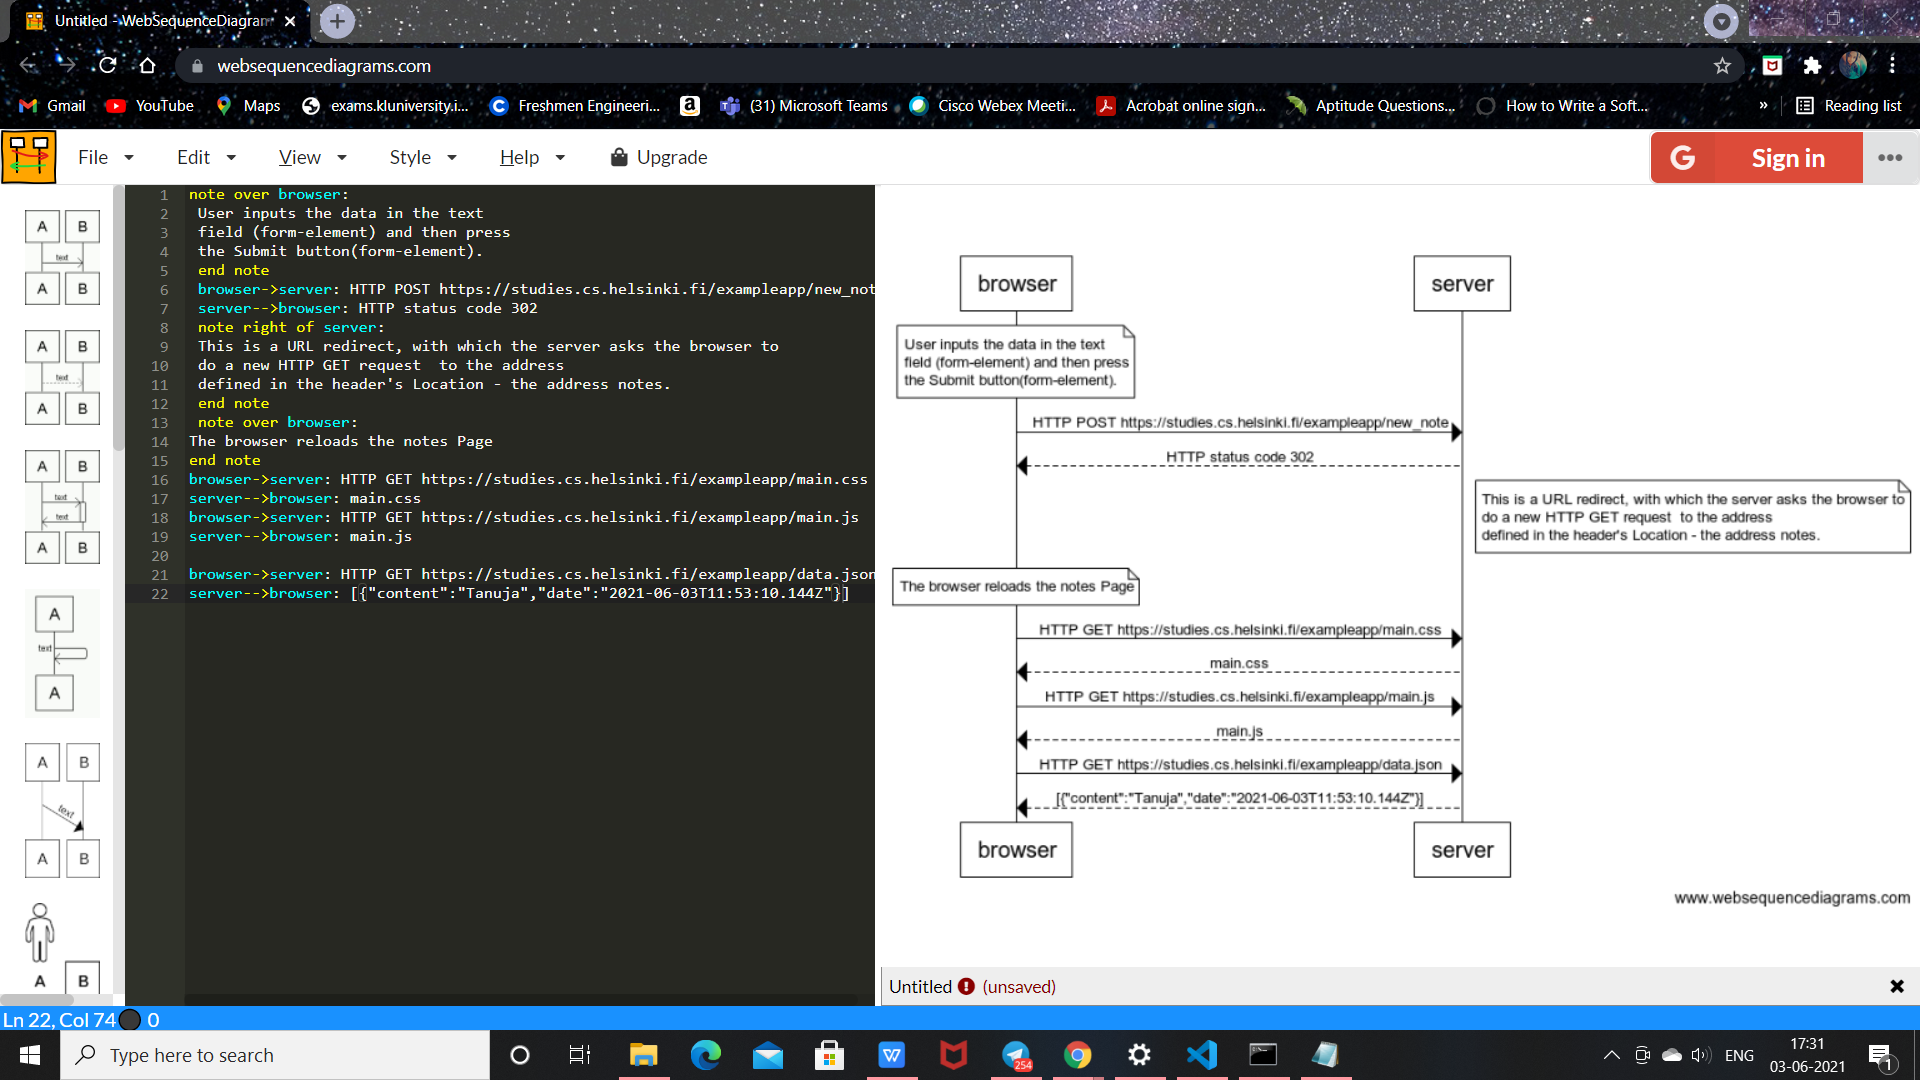 Untitled - WebSequenceDiagram
websequencediagrams.com
Gmail YouTube Maps exams.kluniversity.i... Freshmen Engineeri... (31) Microsoft Teams Cisco Webex Meeti... Acrobat online sign... Aptitude Questions... How to Write a Soft... » Reading list
File Edit View Style Help Upgrade G Sign in
A B
text
A B
A B
text
A B
A B
text
text
A B
A
text
A
A B
text
A B
A B
1 note over browser:
2 User inputs the data in the text
3 field (form-element) and then press
4 the Submit button(form-element).
5 end note
6 browser->server: HTTP POST https://studies.cs.helsinki.fi/exampleapp/new_not
7 server-->browser: HTTP status code 302
8 note right of server:
9 This is a URL redirect, with which the server asks the browser to
10 do a new HTTP GET request  to the address
11 defined in the header's Location - the address notes.
12 end note
13 note over browser:
14 The browser reloads the notes Page
15 end note
16 browser->server: HTTP GET https://studies.cs.helsinki.fi/exampleapp/main.css
17 server-->browser: main.css
18 browser->server: HTTP GET https://studies.cs.helsinki.fi/exampleapp/main.js
19 server-->browser: main.js
20
21 browser->server: HTTP GET https://studies.cs.helsinki.fi/exampleapp/data.json
22 server-->browser: [{"content":"Tanuja","date":"2021-06-03T11:53:10.144Z"}]
browser server
User inputs the data in the text
field (form-element) and then press
the Submit button(form-element).
HTTP POST https://studies.cs.helsinki.fi/exampleapp/new_note
HTTP status code 302
This is a URL redirect, with which the server asks the browser to
do a new HTTP GET request  to the address
defined in the header's Location - the address notes.
The browser reloads the notes Page
HTTP GET https://studies.cs.helsinki.fi/exampleapp/main.css
main.css
HTTP GET https://studies.cs.helsinki.fi/exampleapp/main.js
main.js
HTTP GET https://studies.cs.helsinki.fi/exampleapp/data.json
[{"content":"Tanuja","date":"2021-06-03T11:53:10.144Z"}]
browser server
www.websequencediagrams.com
Untitled (unsaved)
Ln 22, Col 74 0
Type here to search
254
ENG
17:31
03-06-2021
1